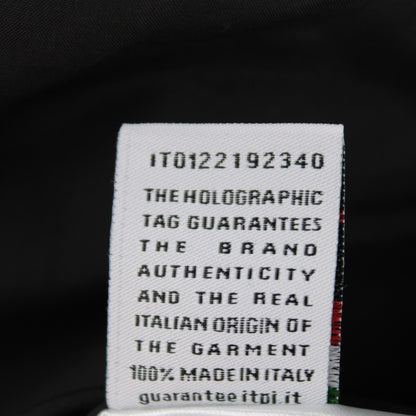 IT0122192340
THE HOLOGRAPHIC
TAG GUARANTEES
THE BRAND
AUTHENTICITY
AND THE REAL
ITALIAN ORIGIN OF
THE GARMENT
100% MADE IN ITALY
guarantee.itpi.it